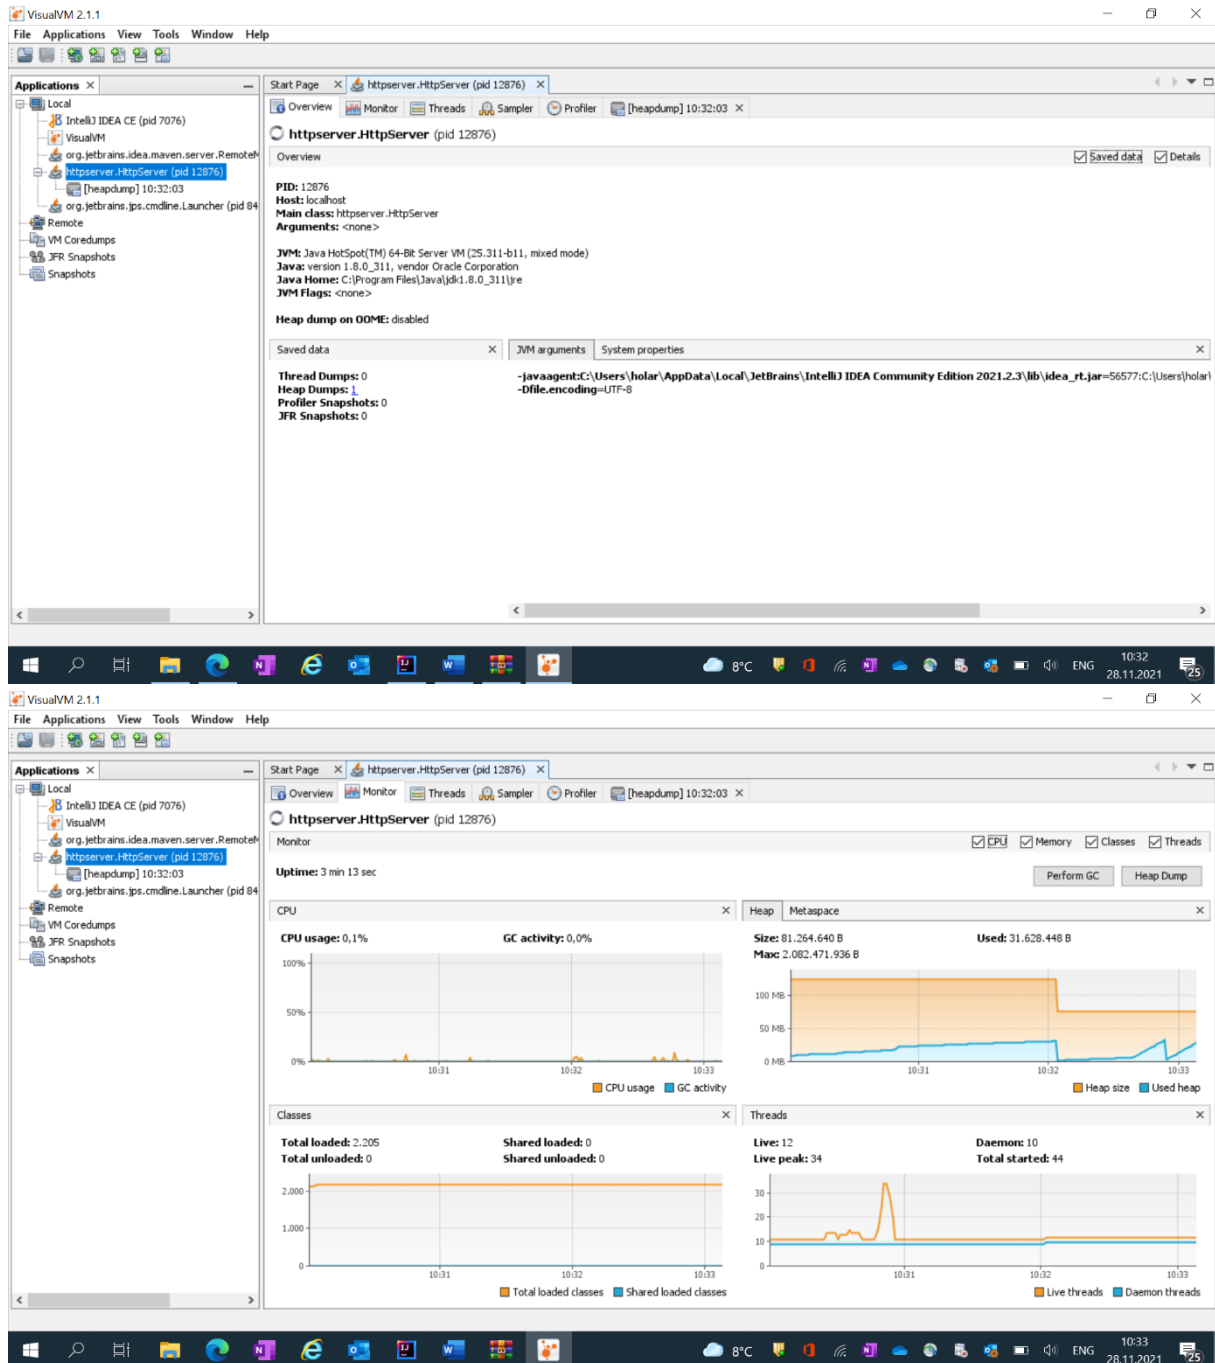 VisualVM 2.1.1
File Applications View Tools Window Help
Applications
Start Page httpserver.HttpServer (pid 12876)
Local
Overview Monitor Threads Sampler Profiler [heapdump] 10:32:03
IntelliJ IDEA CE (pid 7076)
VisualVM
httpserver.HttpServer (pid 12876)
org.jetbrains.idea.maven.server.RemoteM
Overview Saved data Details
httpserver.HttpServer (pid 12876)
[heapdump] 10:32:03
org.jetbrains.jps.cmdline.Launcher (pid 84
Remote
VM Coredumps
JFR Snapshots
Snapshots
PID: 12876
Host: localhost
Main class: httpserver.HttpServer
Arguments: <none>
JVM: Java HotSpot(TM) 64-Bit Server VM (25.311-b11, mixed mode)
Java: version 1.8.0_311, vendor Oracle Corporation
Java Home: C:\Program Files\Java\jdk1.8.0_311\jre
JVM Flags: <none>
Heap dump on OOME: disabled
Saved data
JVM arguments System properties
Thread Dumps: 0
Heap Dumps: 1
Profiler Snapshots: 0
JFR Snapshots: 0
-javaagent:C:\Users\holar\AppData\Local\JetBrains\IntelliJ IDEA Community Edition 2021.2.3\lib\idea_rt.jar=56577:C:\Users\holar\
-Dfile.encoding=UTF-8
8°C ENG 10:32
28.11.2021 25
VisualVM 2.1.1
File Applications View Tools Window Help
Applications
Start Page httpserver.HttpServer (pid 12876)
Local
Overview Monitor Threads Sampler Profiler [heapdump] 10:32:03
IntelliJ IDEA CE (pid 7076)
VisualVM
httpserver.HttpServer (pid 12876)
org.jetbrains.idea.maven.server.RemoteM
Monitor CPU Memory Classes Threads
httpserver.HttpServer (pid 12876)
[heapdump] 10:32:03
org.jetbrains.jps.cmdline.Launcher (pid 84
Remote
VM Coredumps
JFR Snapshots
Snapshots
Uptime: 3 min 13 sec
Perform GC Heap Dump
CPU
CPU usage: 0,1% GC activity: 0,0%
100%
50%
0%
10:31 10:32 10:33
CPU usage GC activity
Heap Metaspace
Size: 81.264.640 B Used: 31.628.448 B
Max: 2.082.471.936 B
100 MB
50 MB
0 MB
10:31 10:32 10:33
Heap size Used heap
Classes
Total loaded: 2.205 Shared loaded: 0
Total unloaded: 0 Shared unloaded: 0
2.000
1.000
0
10:31 10:32 10:33
Total loaded classes Shared loaded classes
Threads
Live: 12 Daemon: 10
Live peak: 34 Total started: 44
30
20
10
0
10:31 10:32 10:33
Live threads Daemon threads
8°C ENG 10:33
28.11.2021 25